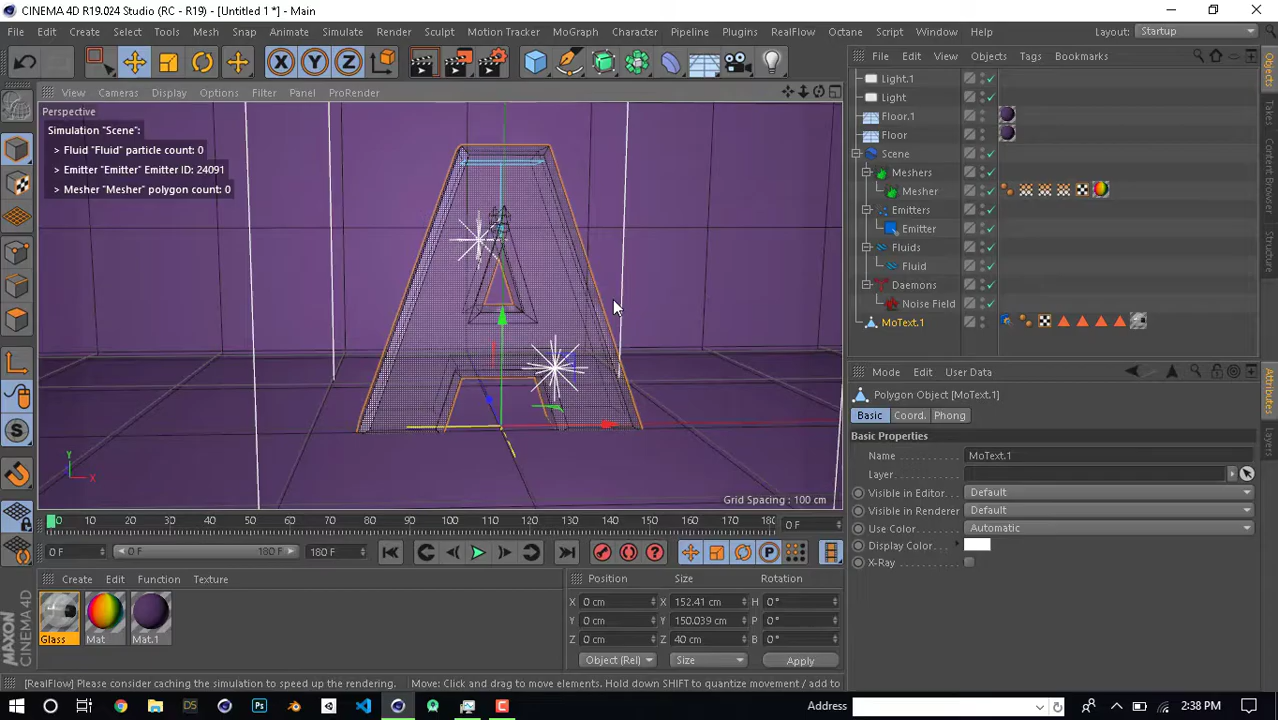 CINEMA 4D R19.024 Studio (RC - R19) - [Untitled 1 *] - Main
File Edit Create Select Tools Mesh Snap Animate Simulate Render Sculpt Motion Tracker MoGraph Character Pipeline Plugins RealFlow Octane Script Window Help Layout: Startup
View Cameras Display Options Filter Panel ProRender
File Edit View Objects Tags Bookmarks
Perspective
Simulation "Scene":
> Fluid "Fluid" particle count: 0
> Emitter "Emitter" Emitter ID: 24091
> Mesher "Mesher" polygon count: 0
Y
X
Grid Spacing : 100 cm
Light.1
Light
Floor.1
Floor
Scene
Meshers
Mesher
Emitters
Emitter
Fluids
Fluid
Daemons
Noise Field
MoText.1
Objects
Takes
Content Browser
Structure
Attributes
Layers
Mode Edit User Data
Polygon Object [MoText.1]
Basic Coord. Phong
Basic Properties
Name MoText.1
Layer
Visible in Editor Default
Visible in Renderer Default
Use Color Automatic
Display Color
X-Ray
0 10 20 30 40 50 60 70 80 90 100 110 120 130 140 150 160 170 180 0 F
0 F 0 F 180 F 180 F
Create Edit Function Texture
Glass Mat Mat.1
Position Size Rotation
X 0 cm X 152.41 cm H 0°
Y 0 cm Y 150.039 cm P 0°
Z 0 cm Z 40 cm B 0°
Object (Rel) Size Apply
MAXON CINEMA 4D
[RealFlow] Please consider caching the simulation to speed up the rendering. Move: Click and drag to move elements. Hold down SHIFT to quantize movement / add to
Address 2:38 PM